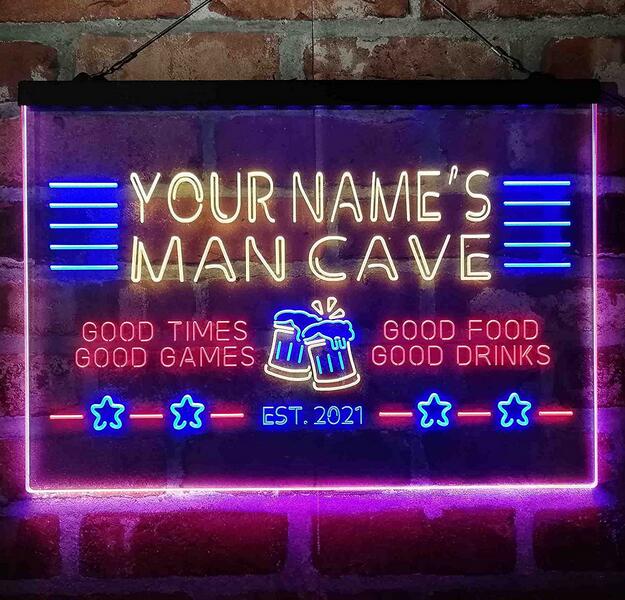 YOUR NAME'S
MAN CAVE
GOOD TIMES
GOOD GAMES
GOOD FOOD
GOOD DRINKS
EST. 2021